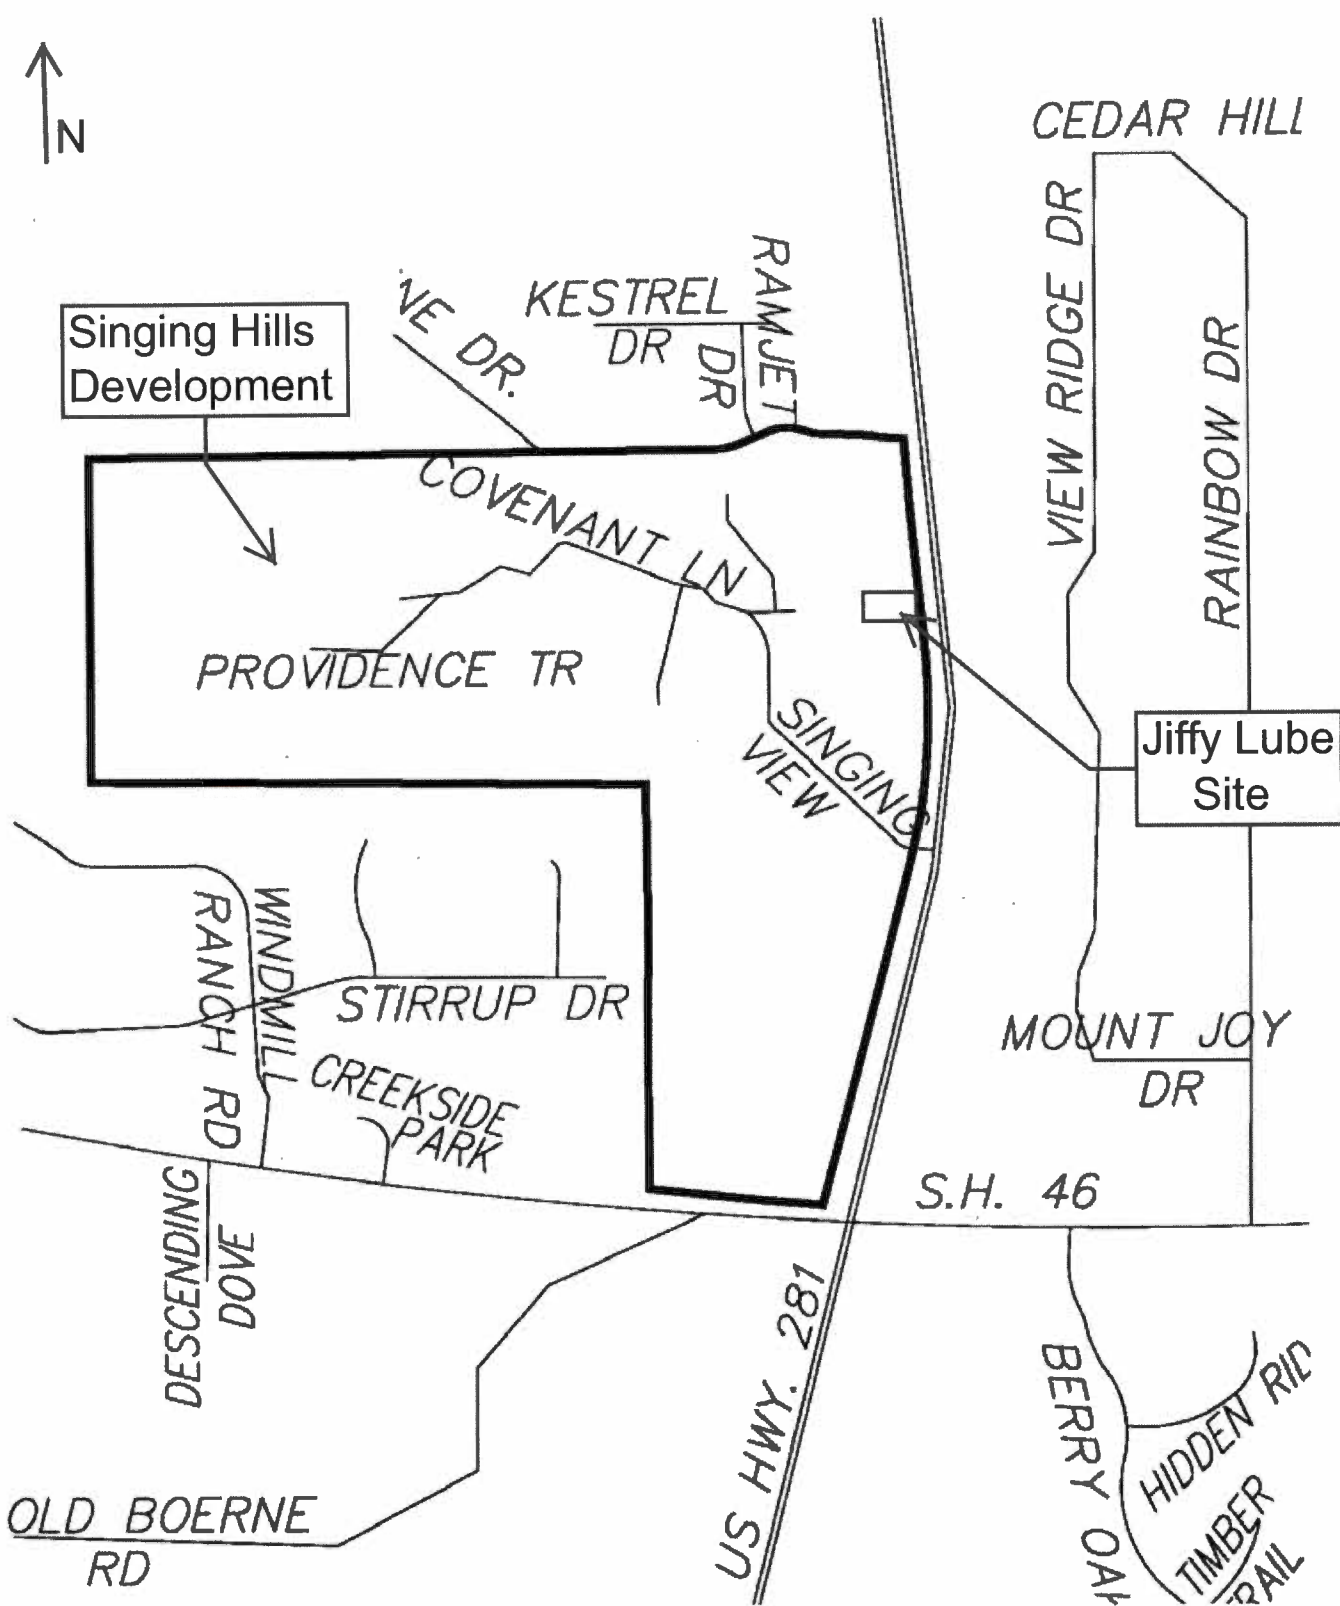 N
CEDAR HILL
Singing Hills
Development
VE DR.
KESTREL
DR
RAMJET
DR
VIEW RIDGE DR
RAINBOW DR
COVENANT LN
PROVIDENCE TR
SINGING
VIEW
Jiffy Lube
Site
WINDMILL
RANCH RD
STIRRUP DR
CREEKSIDE
PARK
MOUNT JOY
DR
S.H. 46
DESCENDING
DOVE
US HWY. 281
BERRY OAK
HIDDEN RID
TIMBER
TRAIL
OLD BOERNE
RD